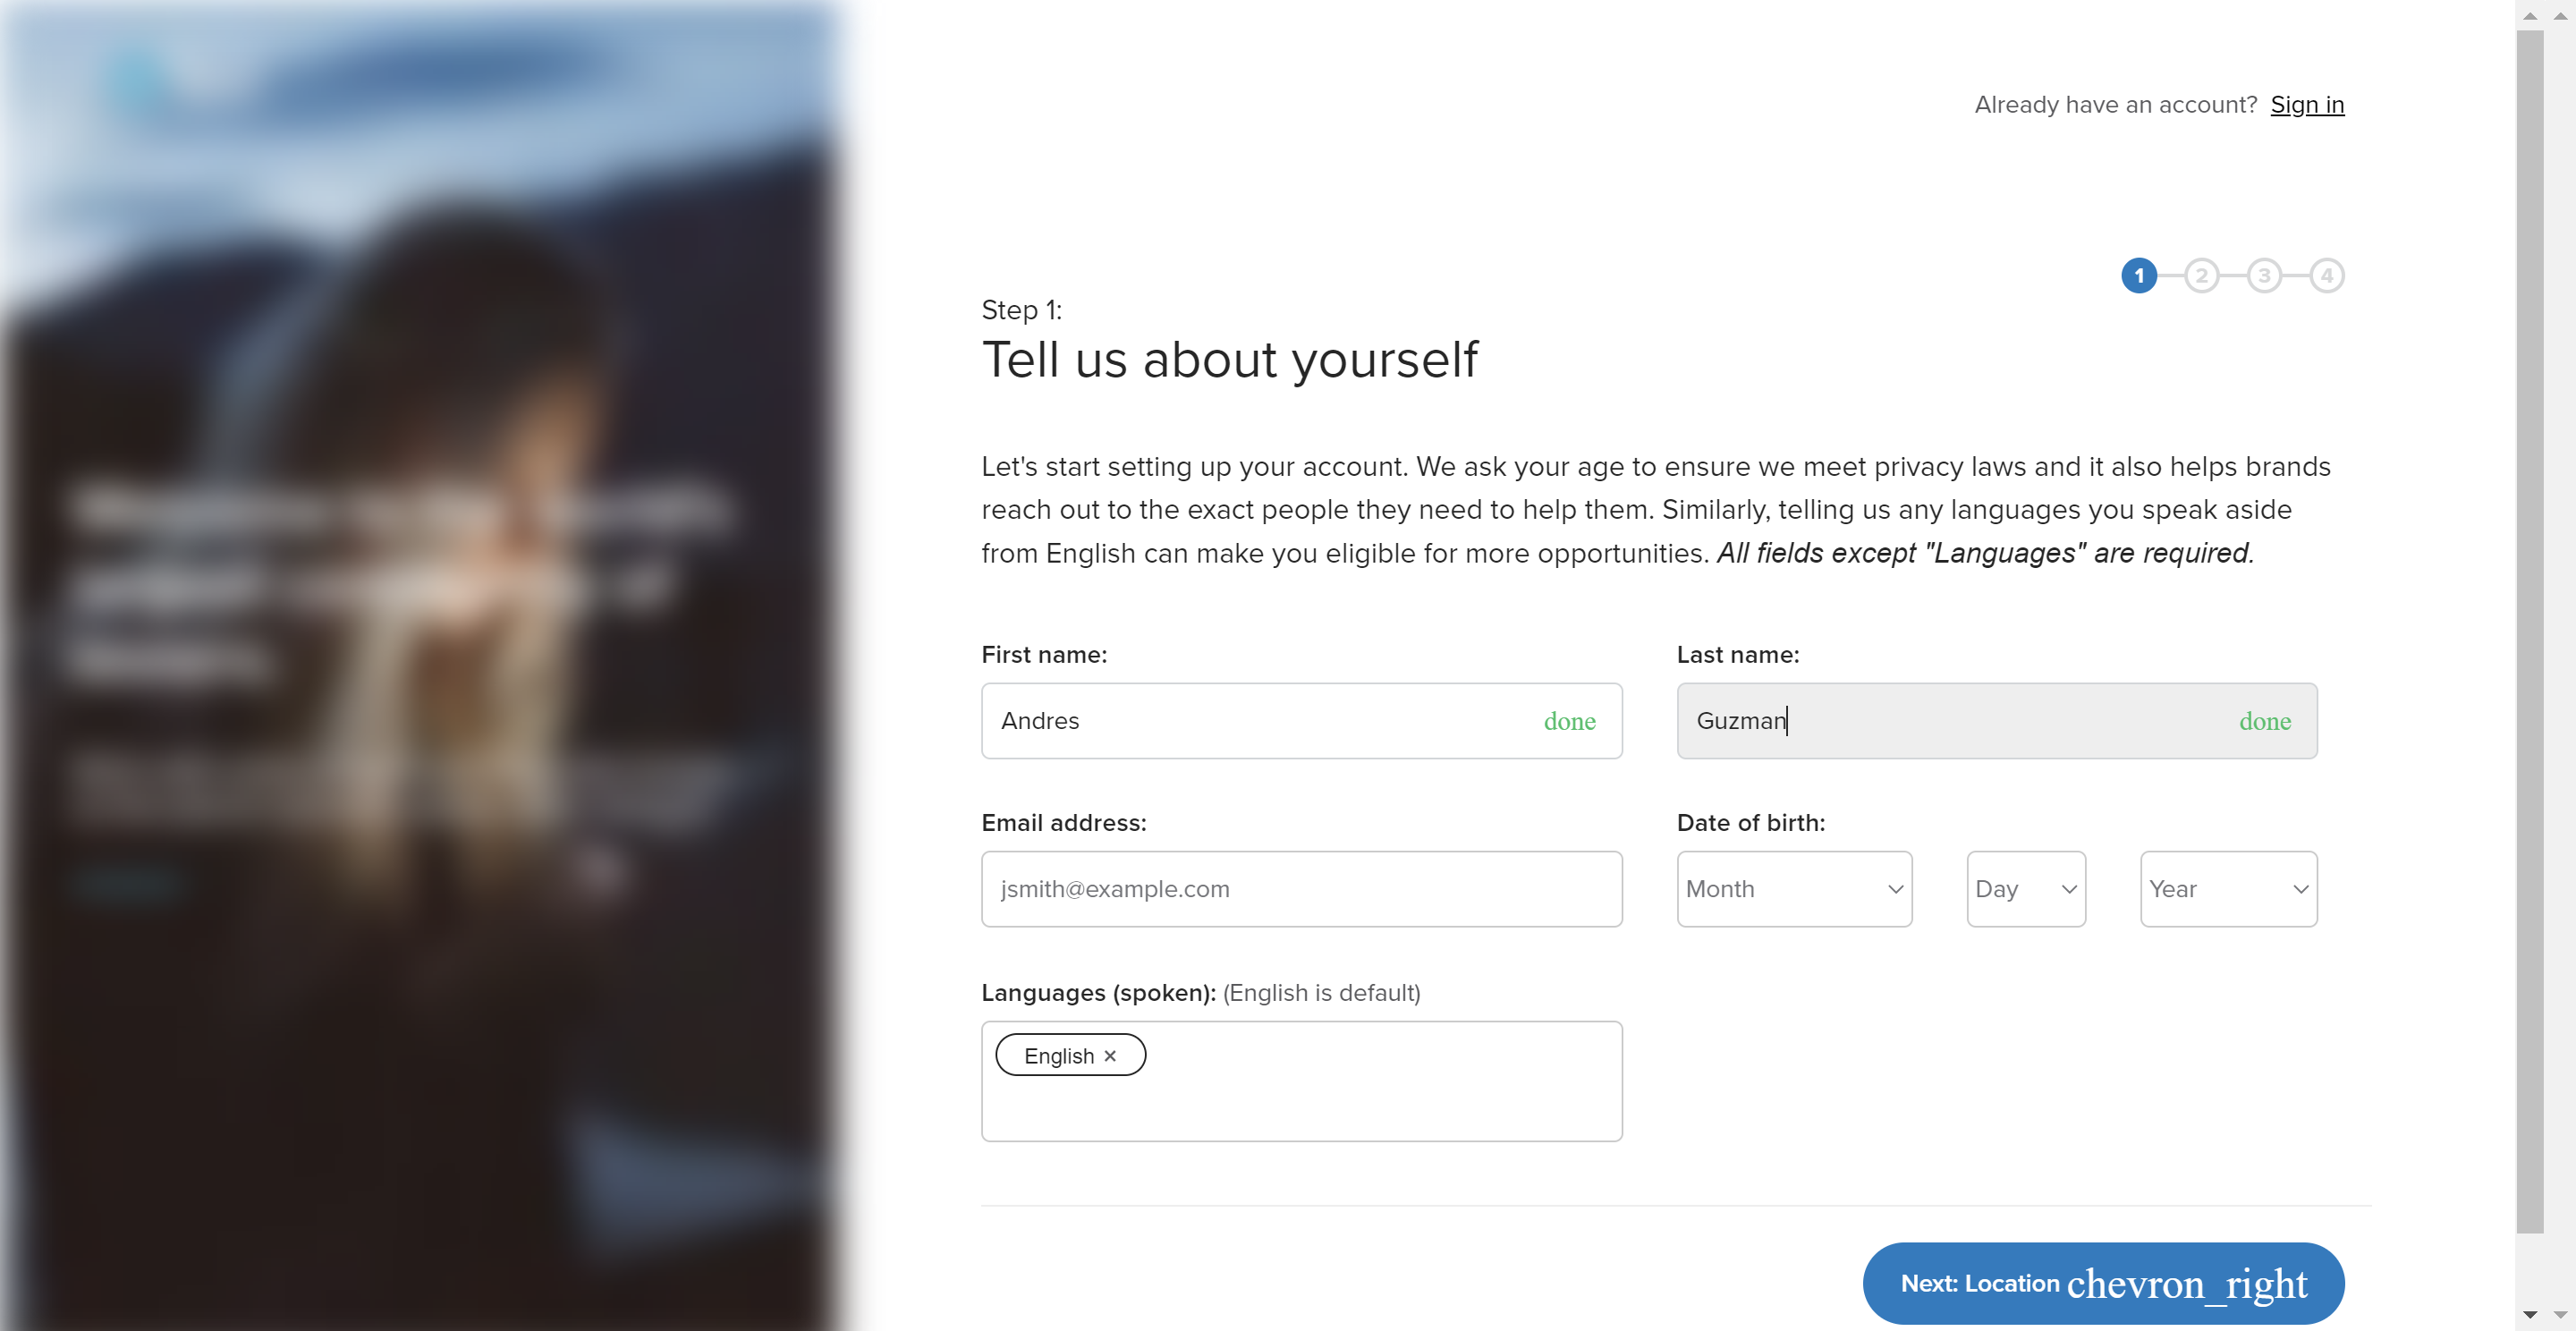 Already have an account? Sign in
1 2 3 4
Step 1:
Tell us about yourself
Let's start setting up your account. We ask your age to ensure we meet privacy laws and it also helps brands
reach out to the exact people they need to help them. Similarly, telling us any languages you speak aside
from English can make you eligible for more opportunities. All fields except "Languages" are required.
First name:
Last name:
Andres done
Guzman done
Email address:
Date of birth:
jsmith@example.com
Month Day Year
Languages (spoken): (English is default)
English ×
Next: Location chevron_right